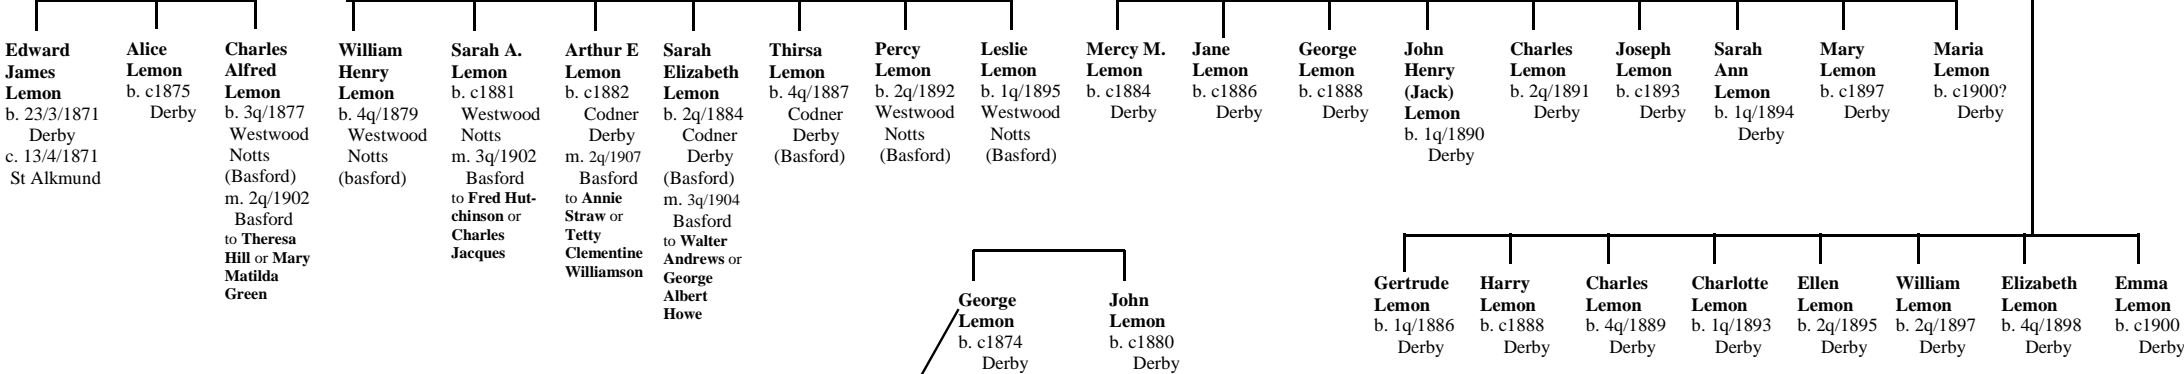 Edward
James
Lemon
b. 23/3/1871
Derby
c. 13/4/1871
St Alkmund
Alice
Lemon
b. c1875
Derby
Charles
Alfred
Lemon
b. 3q/1877
Westwood
Notts
(Basford)
m. 2q/1902
Basford
to Theresa
Hill or Mary
Matilda
Green
William
Henry
Lemon
b. 4q/1879
Westwood
Notts
(basford)
Sarah A.
Lemon
b. c1881
Westwood
Notts
m. 3q/1902
Basford
to Fred Hut-
chinson or
Charles
Jacques
Arthur E
Lemon
b. c1882
Codner
Derby
m. 2q/1907
Basford
to Annie
Straw or
Tetty
Clementine
Williamson
Sarah
Elizabeth
Lemon
b. 2q/1884
Codner
Derby
(Basford)
m. 3q/1904
Basford
to Walter
Andrews or
George
Albert
Howe
Thirsa
Lemon
b. 4q/1887
Codner
Derby
(Basford)
Percy
Lemon
b. 2q/1892
Westwood
Notts
(Basford)
Leslie
Lemon
b. 1q/1895
Westwood
Notts
(Basford)
Mercy M.
Lemon
b. c1884
Derby
Jane
Lemon
b. c1886
Derby
George
Lemon
b. c1888
Derby
John
Henry
(Jack)
Lemon
b. 1q/1890
Derby
Charles
Lemon
b. 2q/1891
Derby
Joseph
Lemon
b. c1893
Derby
Sarah
Ann
Lemon
b. 1q/1894
Derby
Mary
Lemon
b. c1897
Derby
Maria
Lemon
b. c1900?
Derby
George
Lemon
b. c1874
Derby
John
Lemon
b. c1880
Derby
Gertrude
Lemon
b. 1q/1886
Derby
Harry
Lemon
b. c1888
Derby
Charles
Lemon
b. 4q/1889
Derby
Charlotte
Lemon
b. 1q/1893
Derby
Ellen
Lemon
b. 2q/1895
Derby
William
Lemon
b. 2q/1897
Derby
Elizabeth
Lemon
b. 4q/1898
Derby
Emma
Lemon
b. c1900
Derby